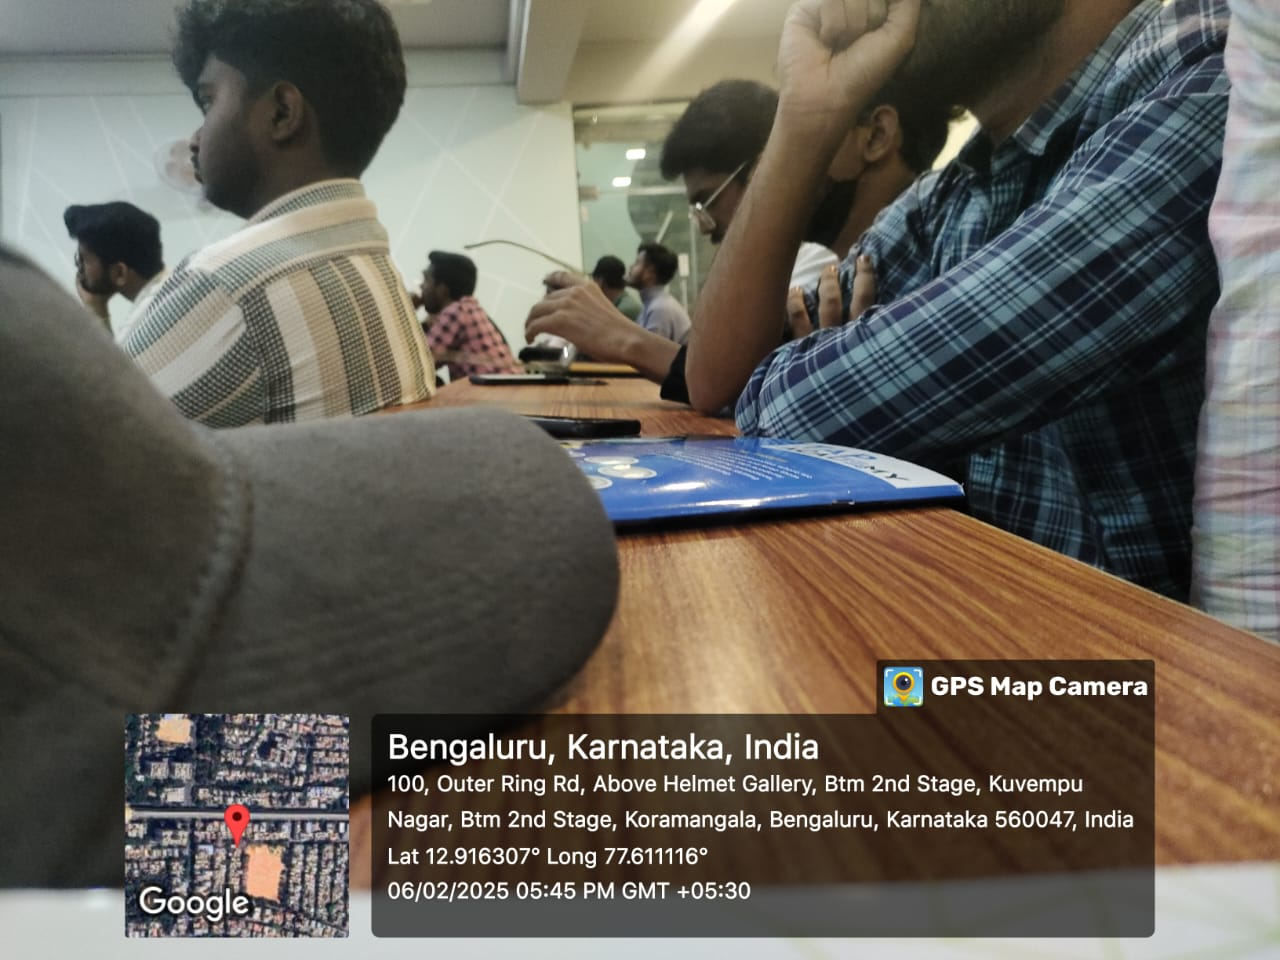 TAP
ACADEMY
GPS Map Camera
Bengaluru, Karnataka, India
100, Outer Ring Rd, Above Helmet Gallery, Btm 2nd Stage, Kuvempu
Nagar, Btm 2nd Stage, Koramangala, Bengaluru, Karnataka 560047, India
Lat 12.916307° Long 77.611116°
06/02/2025 05:45 PM GMT +05:30
Google